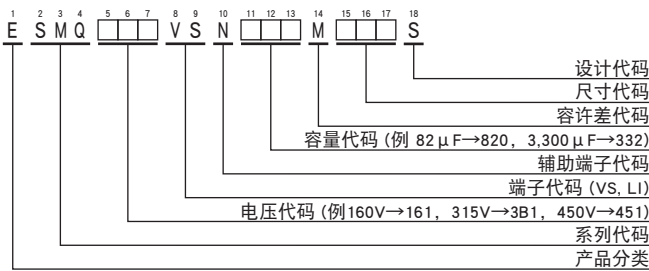 1 2 3 4 5 6 7 8 9 10 11 12 13 14 15 16 17 18
E SMQ □□□ VS N □□□ M □□□ S
设计代码
尺寸代码
容许差代码
容量代码 (例 82μF→820, 3,300μF→332)
辅助端子代码
端子代码 (VS, LI)
电压代码 (例160V→161, 315V→3B1, 450V→451)
系列代码
产品分类